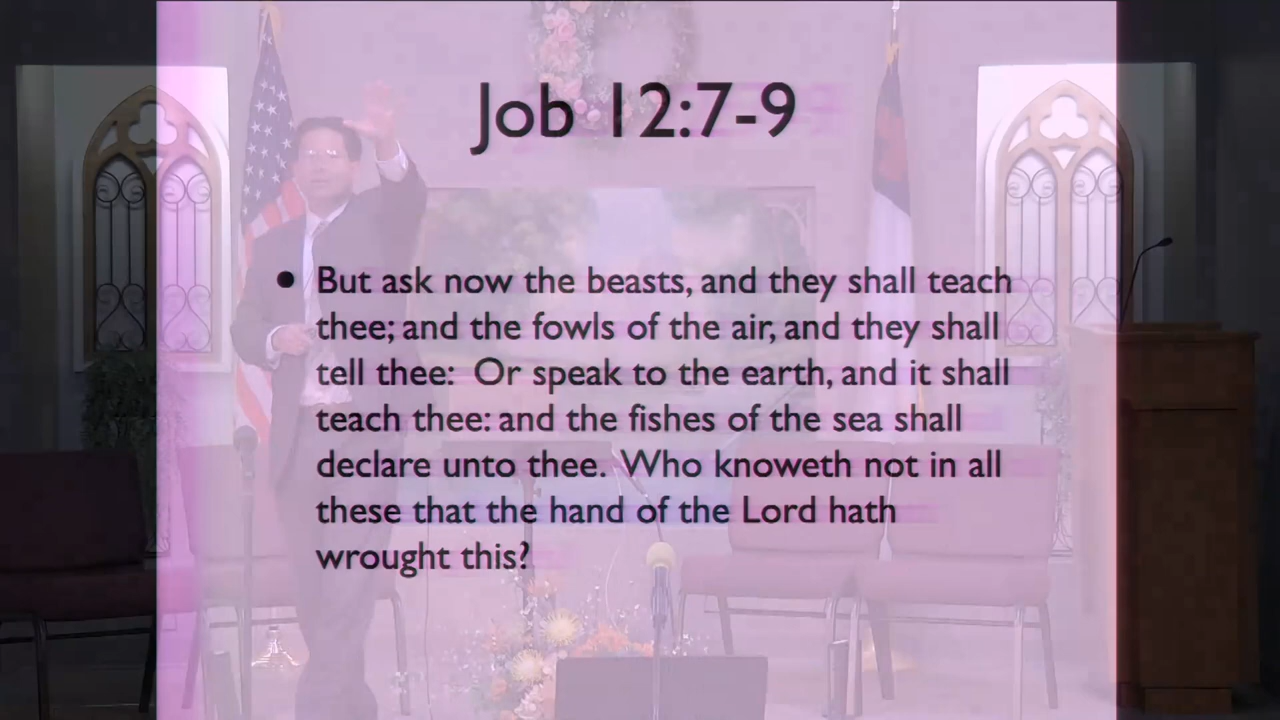 Job 12:7-9
• But ask now the beasts, and they shall teach
thee; and the fowls of the air, and they shall
tell thee:  Or speak to the earth, and it shall
teach thee: and the fishes of the sea shall
declare unto thee.  Who knoweth not in all
these that the hand of the Lord hath
wrought this?